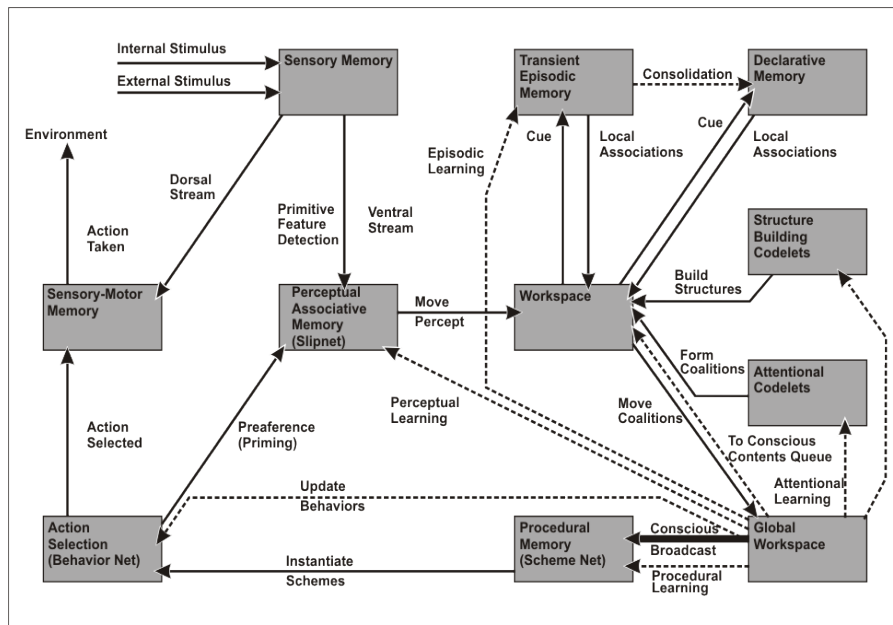 Internal Stimulus
External Stimulus
Sensory Memory
Transient
Episodic
Memory
Consolidation
Declarative
Memory
Environment
Dorsal
Stream
Episodic
Learning
Cue
Local
Associations
Cue
Local
Associations
Action
Taken
Primitive
Feature
Detection
Ventral
Stream
Structure
Building
Codelets
Sensory-Motor
Memory
Perceptual
Associative
Memory
(Slipnet)
Move
Percept
Workspace
Build
Structures
Form
Coalitions
Attentional
Codelets
Action
Selected
Preaference
(Priming)
Perceptual
Learning
Move
Coalitions
To Conscious
Contents Queue
Attentional
Learning
Update
Behaviors
Action
Selection
(Behavior Net)
Instantiate
Schemes
Procedural
Memory
(Scheme Net)
Conscious
Broadcast
Procedural
Learning
Global
Workspace